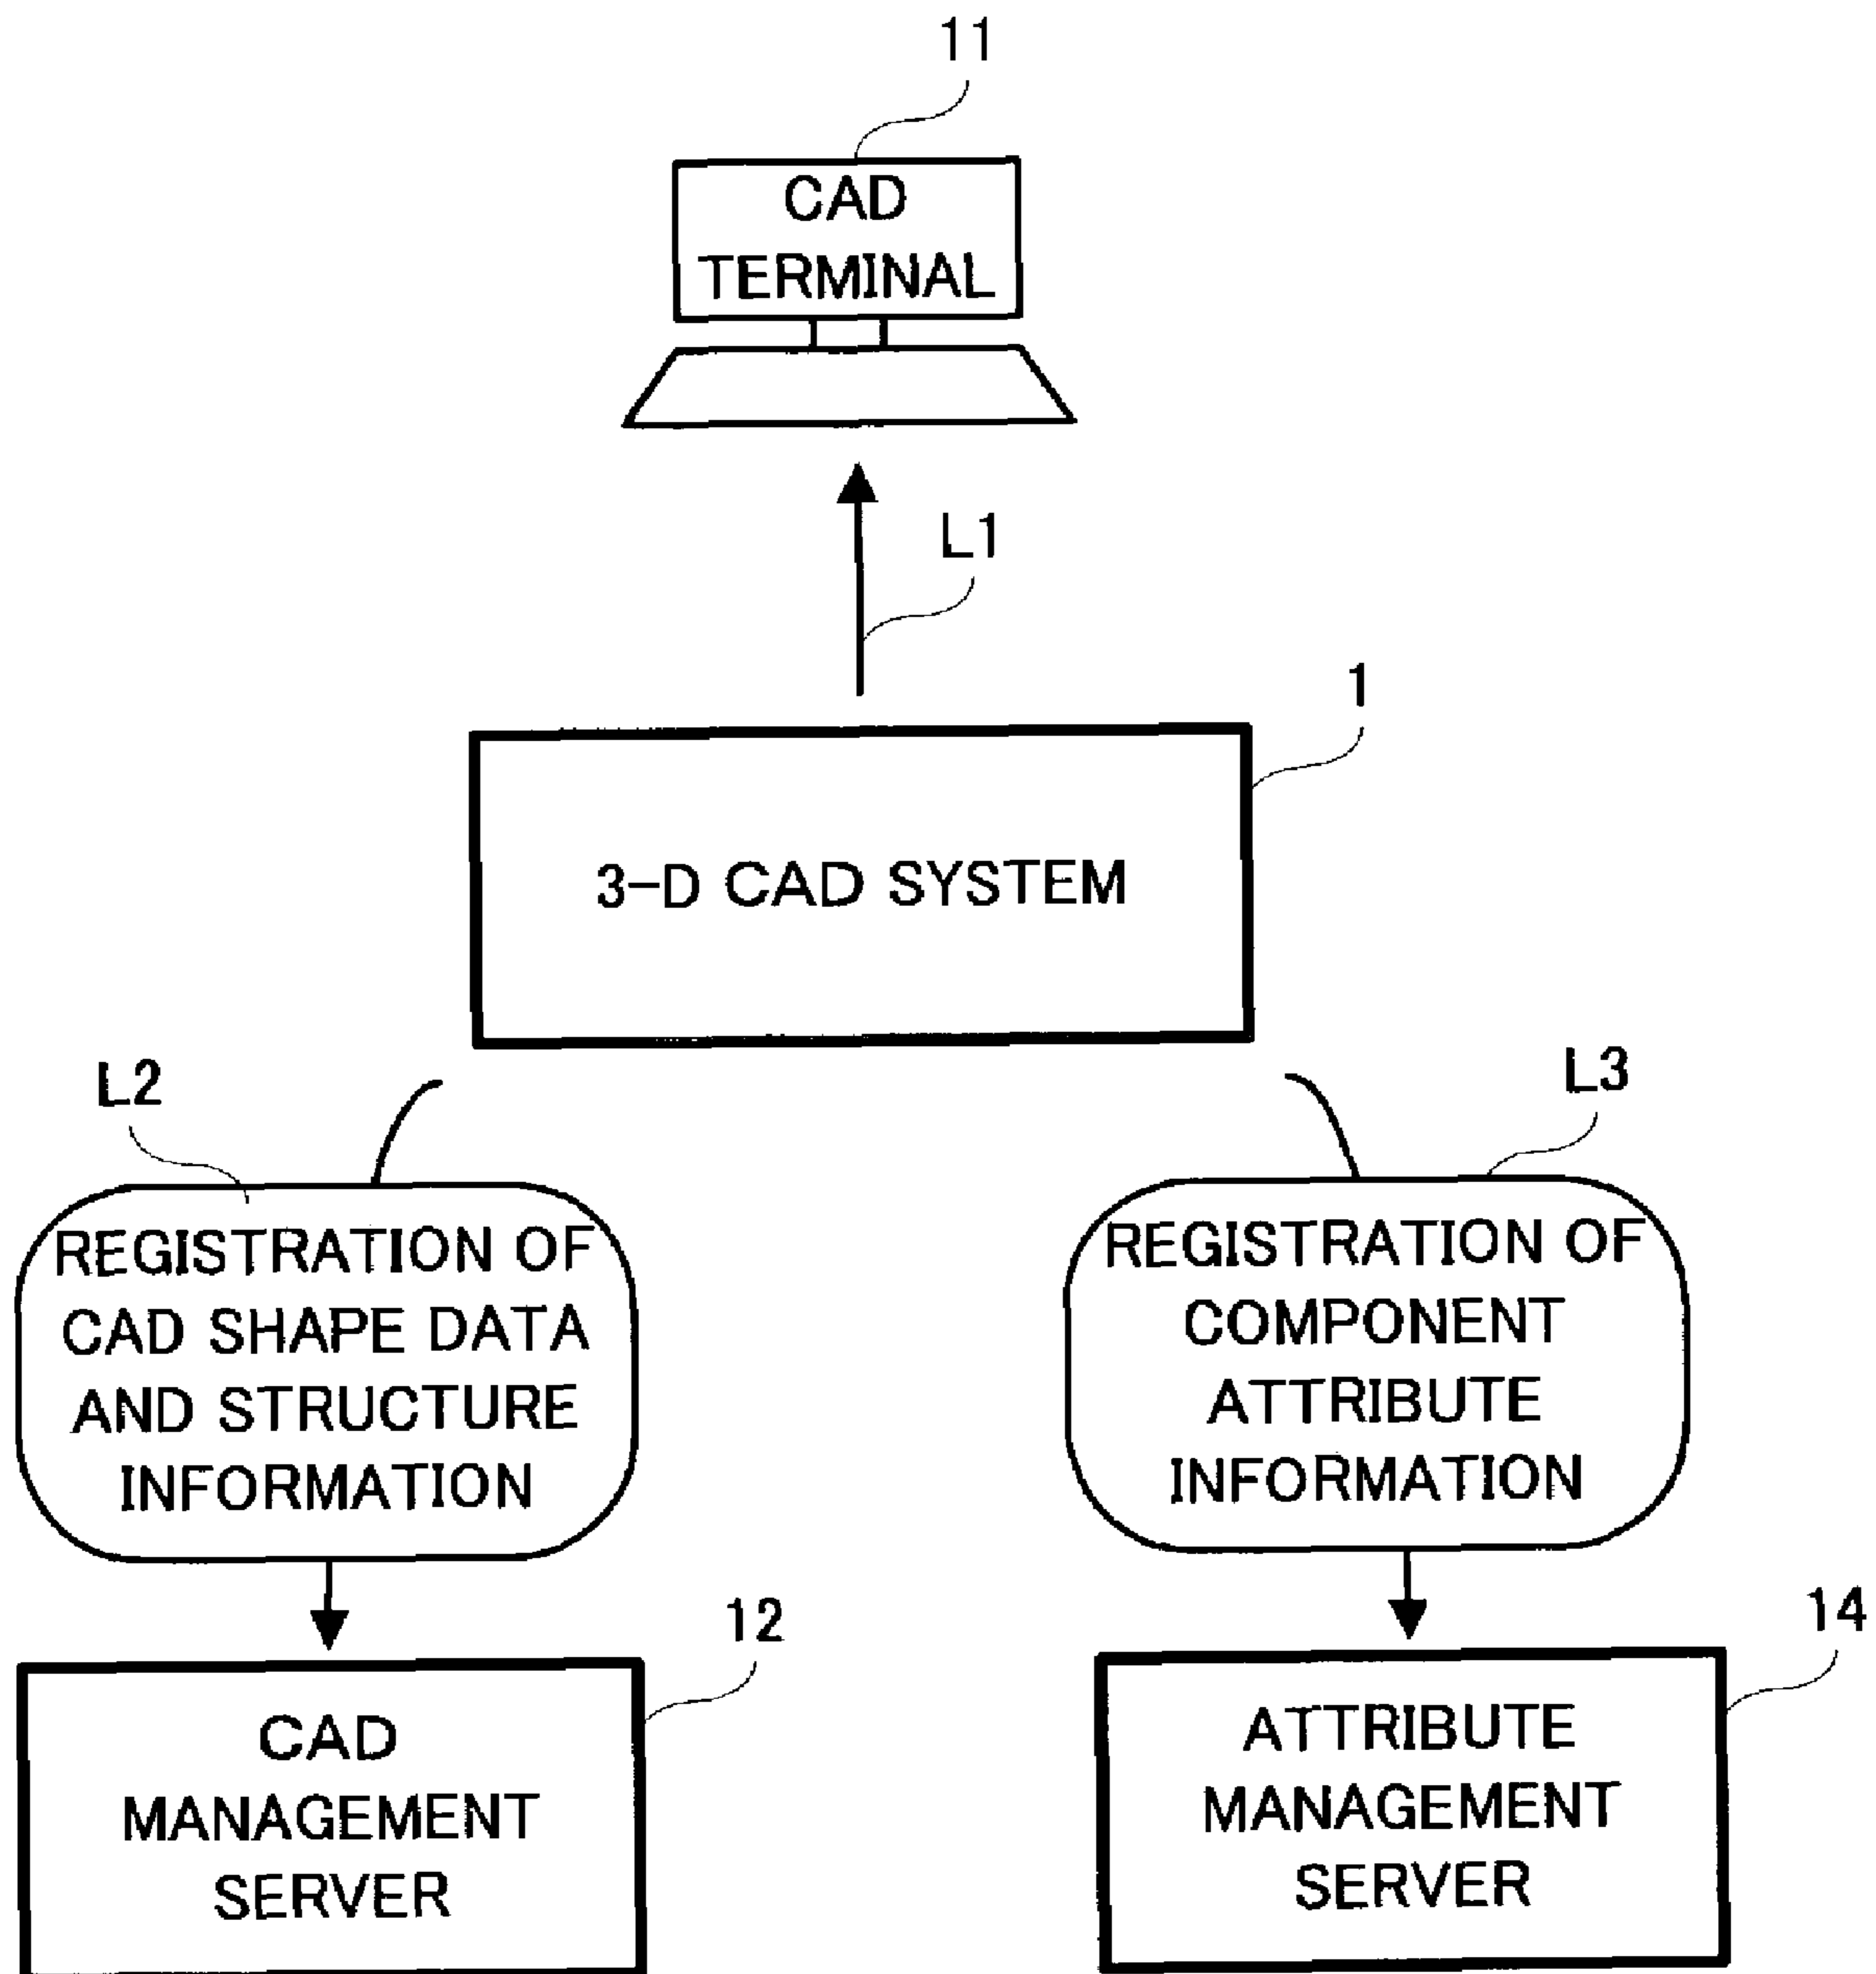 11
CAD
TERMINAL
L1
1
3-D CAD SYSTEM
L2
REGISTRATION OF
CAD SHAPE DATA
AND STRUCTURE
INFORMATION
L3
REGISTRATION OF
COMPONENT
ATTRIBUTE
INFORMATION
12
CAD
MANAGEMENT
SERVER
14
ATTRIBUTE
MANAGEMENT
SERVER